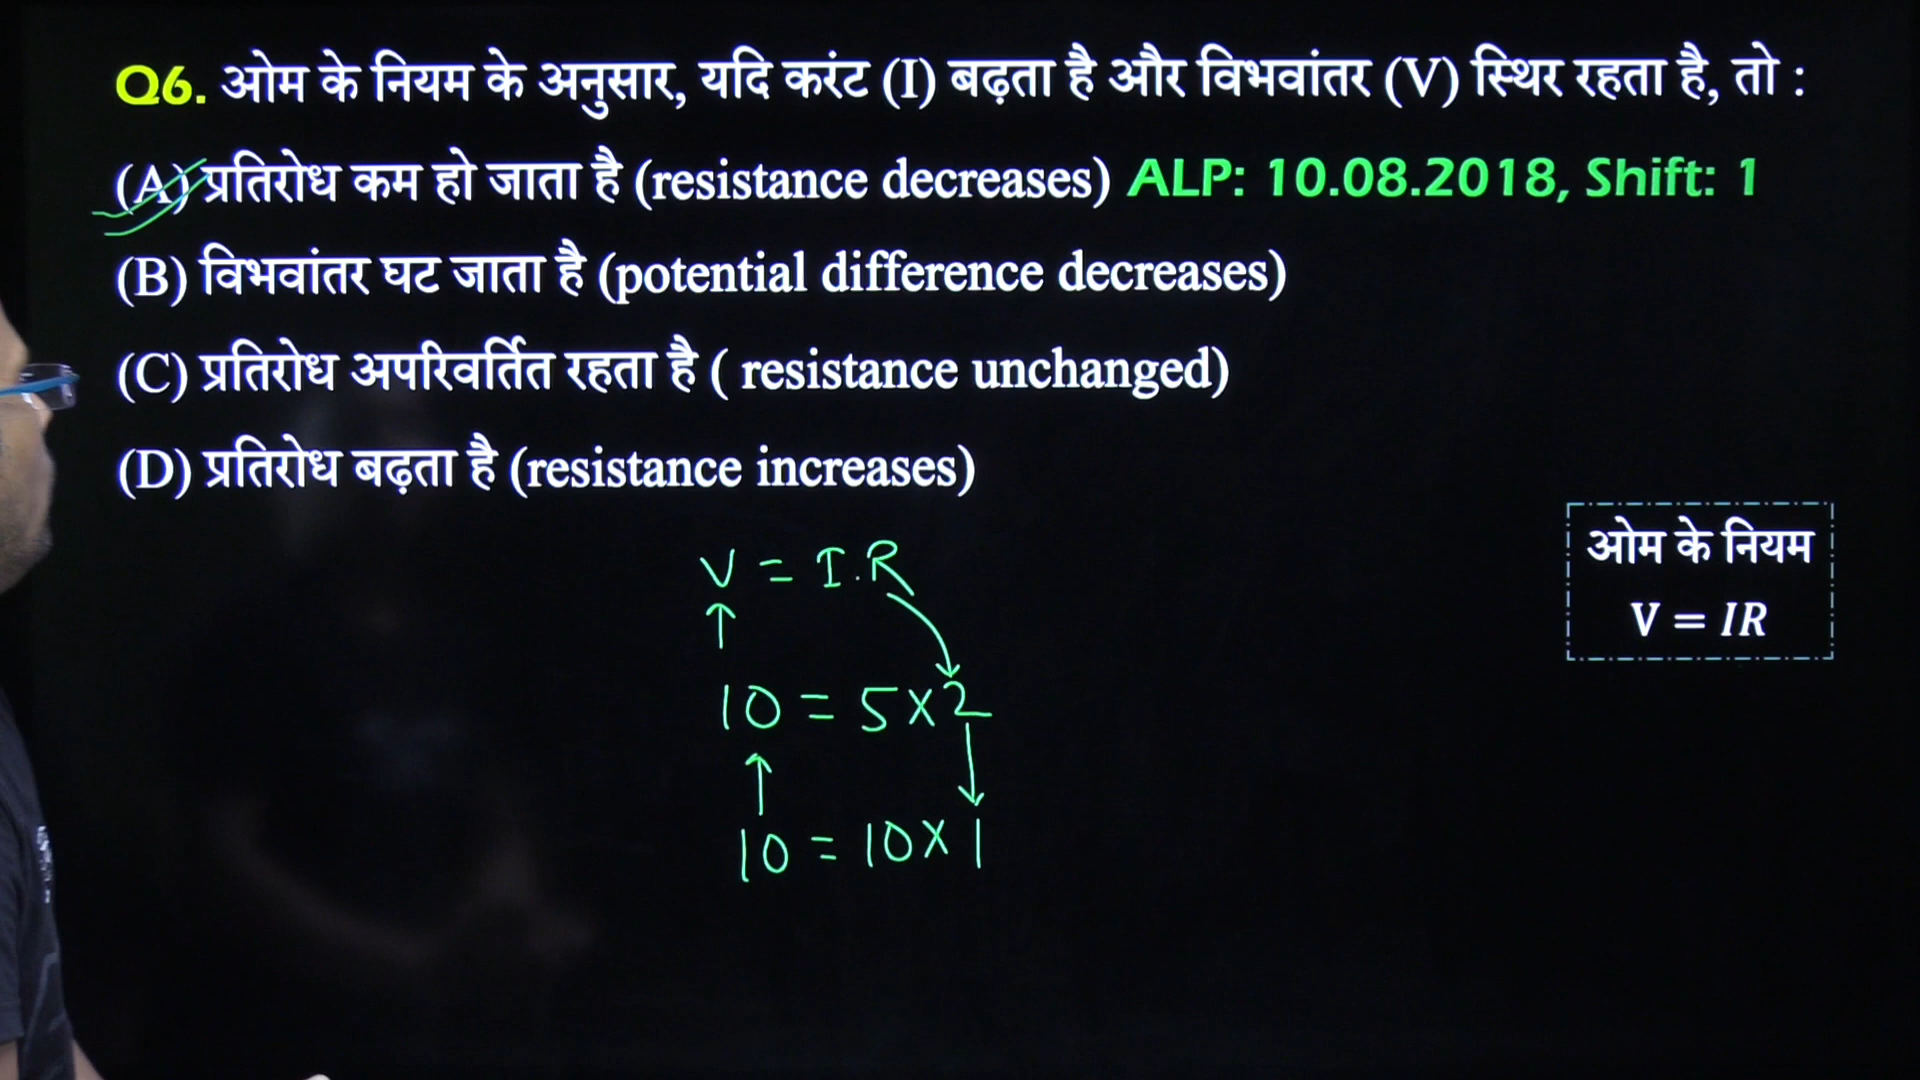 Q6. ओम के नियम के अनुसार, यदि करंट (I) बढ़ता है और विभवांतर (V) स्थिर रहता है, तो :
(A) प्रतिरोध कम हो जाता है (resistance decreases) ALP: 10.08.2018, Shift: 1
(B) विभवांतर घट जाता है (potential difference decreases)
(C) प्रतिरोध अपरिवर्तित रहता है ( resistance unchanged)
(D) प्रतिरोध बढ़ता है (resistance increases)
ओम के नियम
V = IR
V = I.R
10 = 5 × 2
10 = 10 × 1